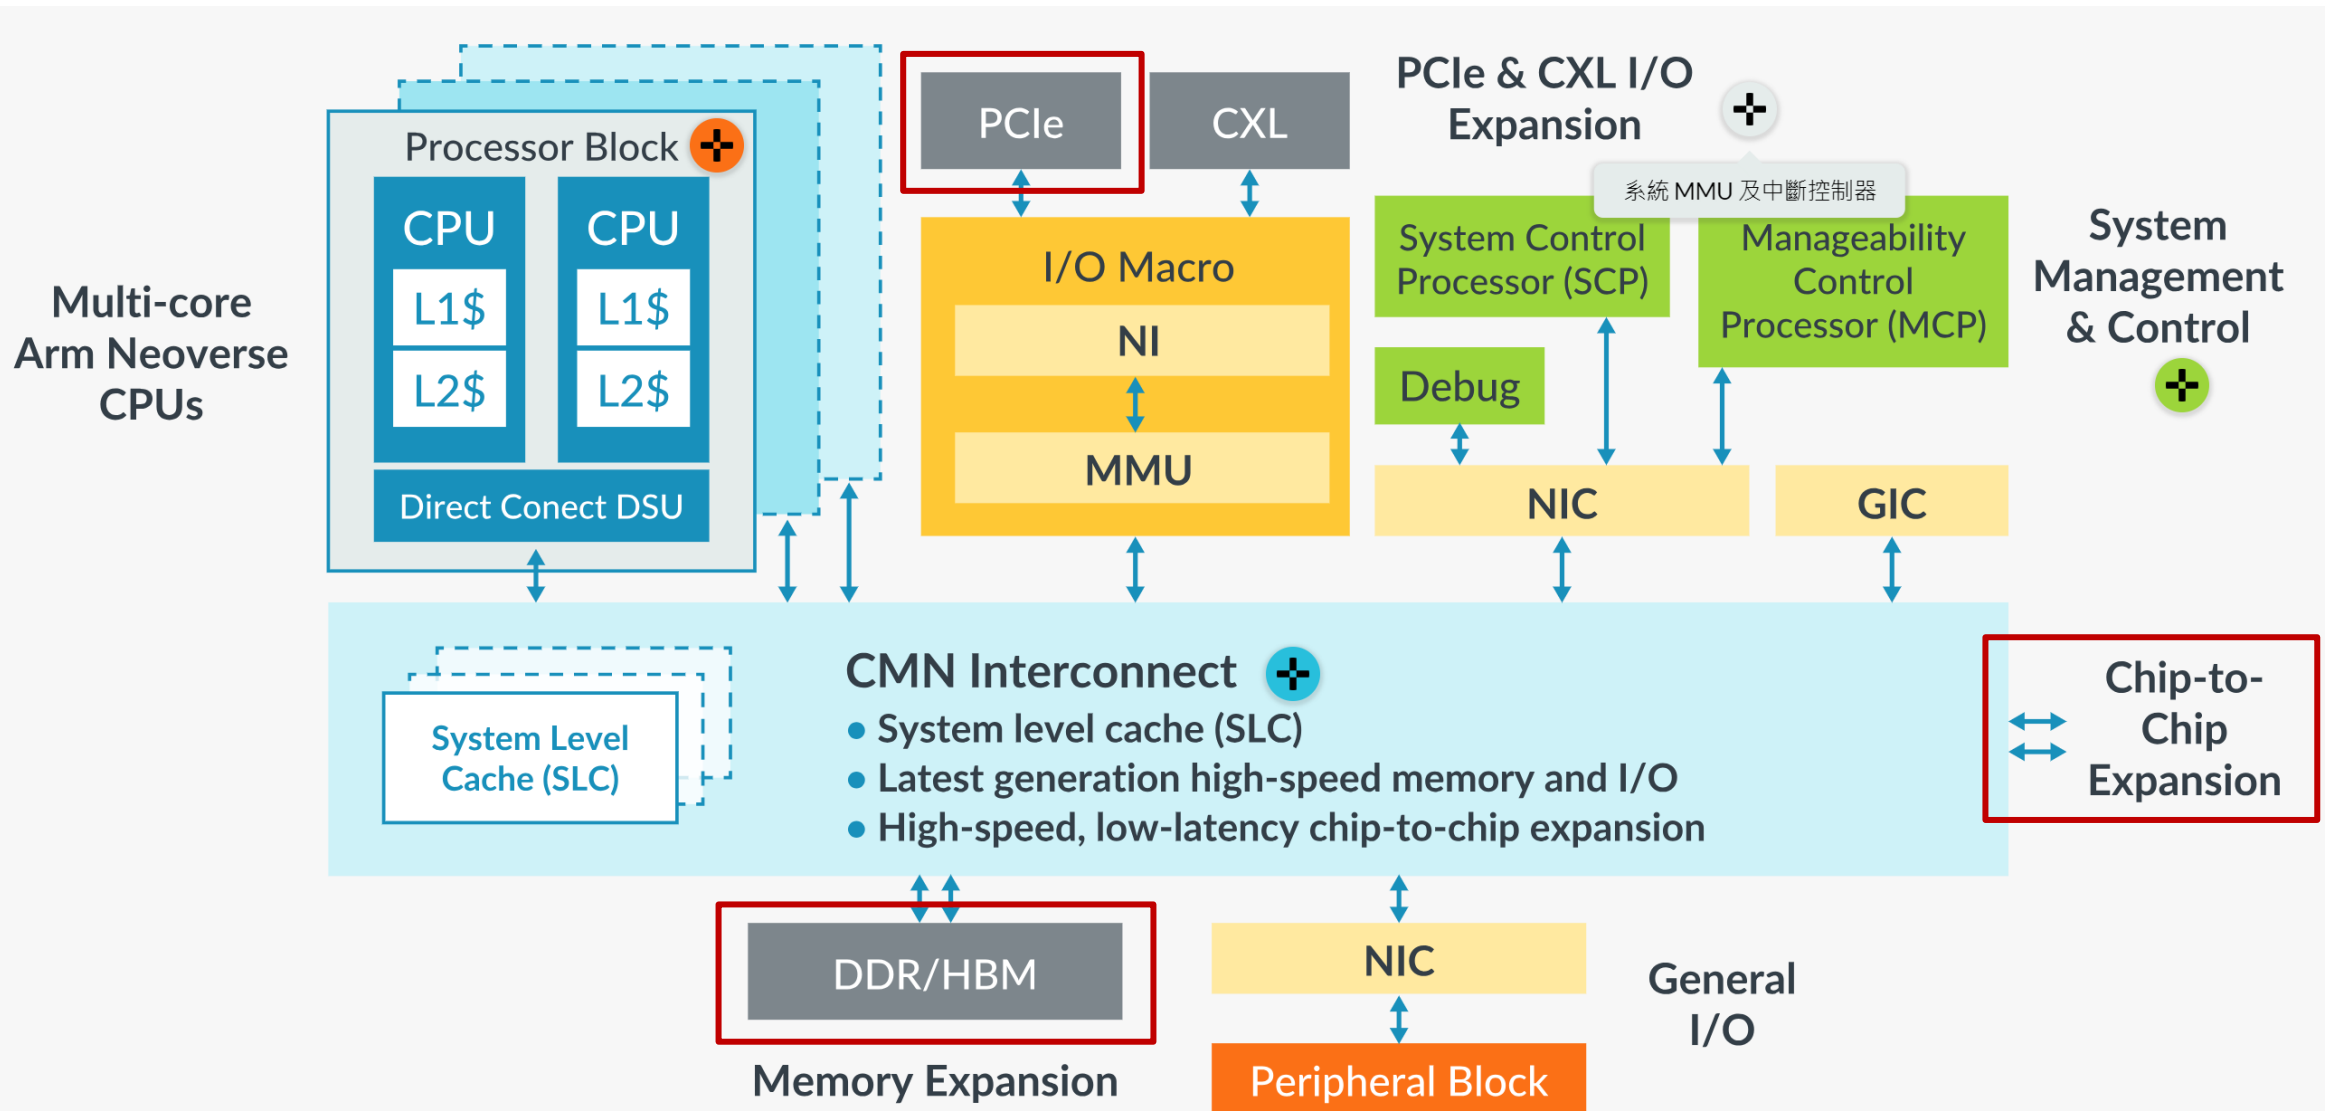 Multi-core
Arm Neoverse
CPUs
Processor Block
CPU
L1$
L2$
CPU
L1$
L2$
Direct Conect DSU
PCIe
CXL
I/O Macro
NI
MMU
PCIe & CXL I/O
Expansion
系統 MMU 及中斷控制器
System Control
Processor (SCP)
Manageability
Control
Processor (MCP)
Debug
NIC
GIC
System
Management
& Control
System Level
Cache (SLC)
CMN Interconnect
• System level cache (SLC)
• Latest generation high-speed memory and I/O
• High-speed, low-latency chip-to-chip expansion
Chip-to-
Chip
Expansion
DDR/HBM
Memory Expansion
NIC
Peripheral Block
General
I/O